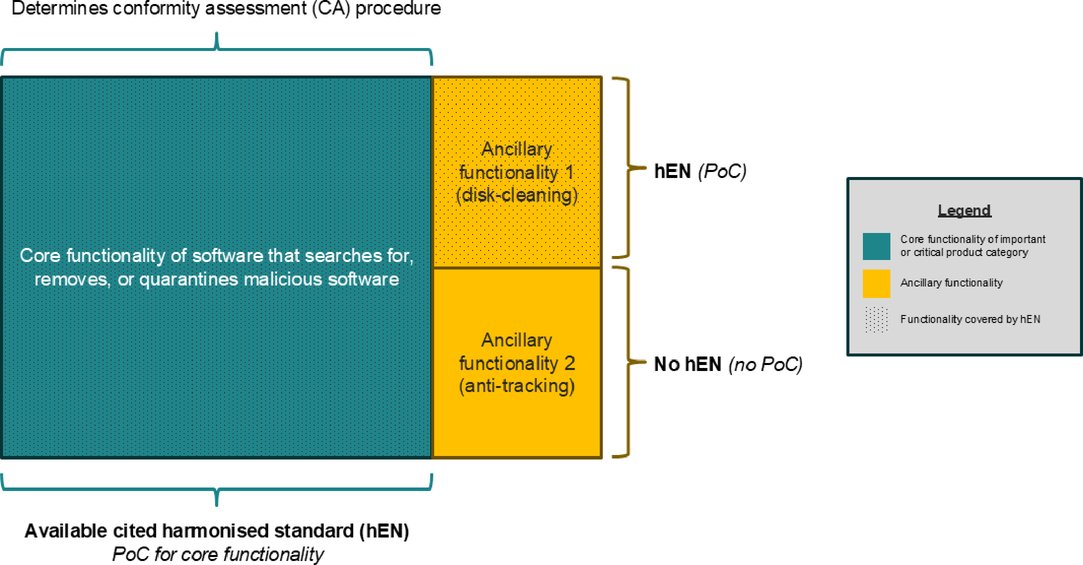 Determines conformity assessment (CA) procedure
Core functionality of software that searches for,
removes, or quarantines malicious software
Ancillary
functionality 1
(disk-cleaning)
hEN (PoC)
Ancillary
functionality 2
(anti-tracking)
No hEN (no PoC)
Available cited harmonised standard (hEN)
PoC for core functionality
Legend
Core functionality of important
or critical product category
Ancillary functionality
Functionality covered by hEN